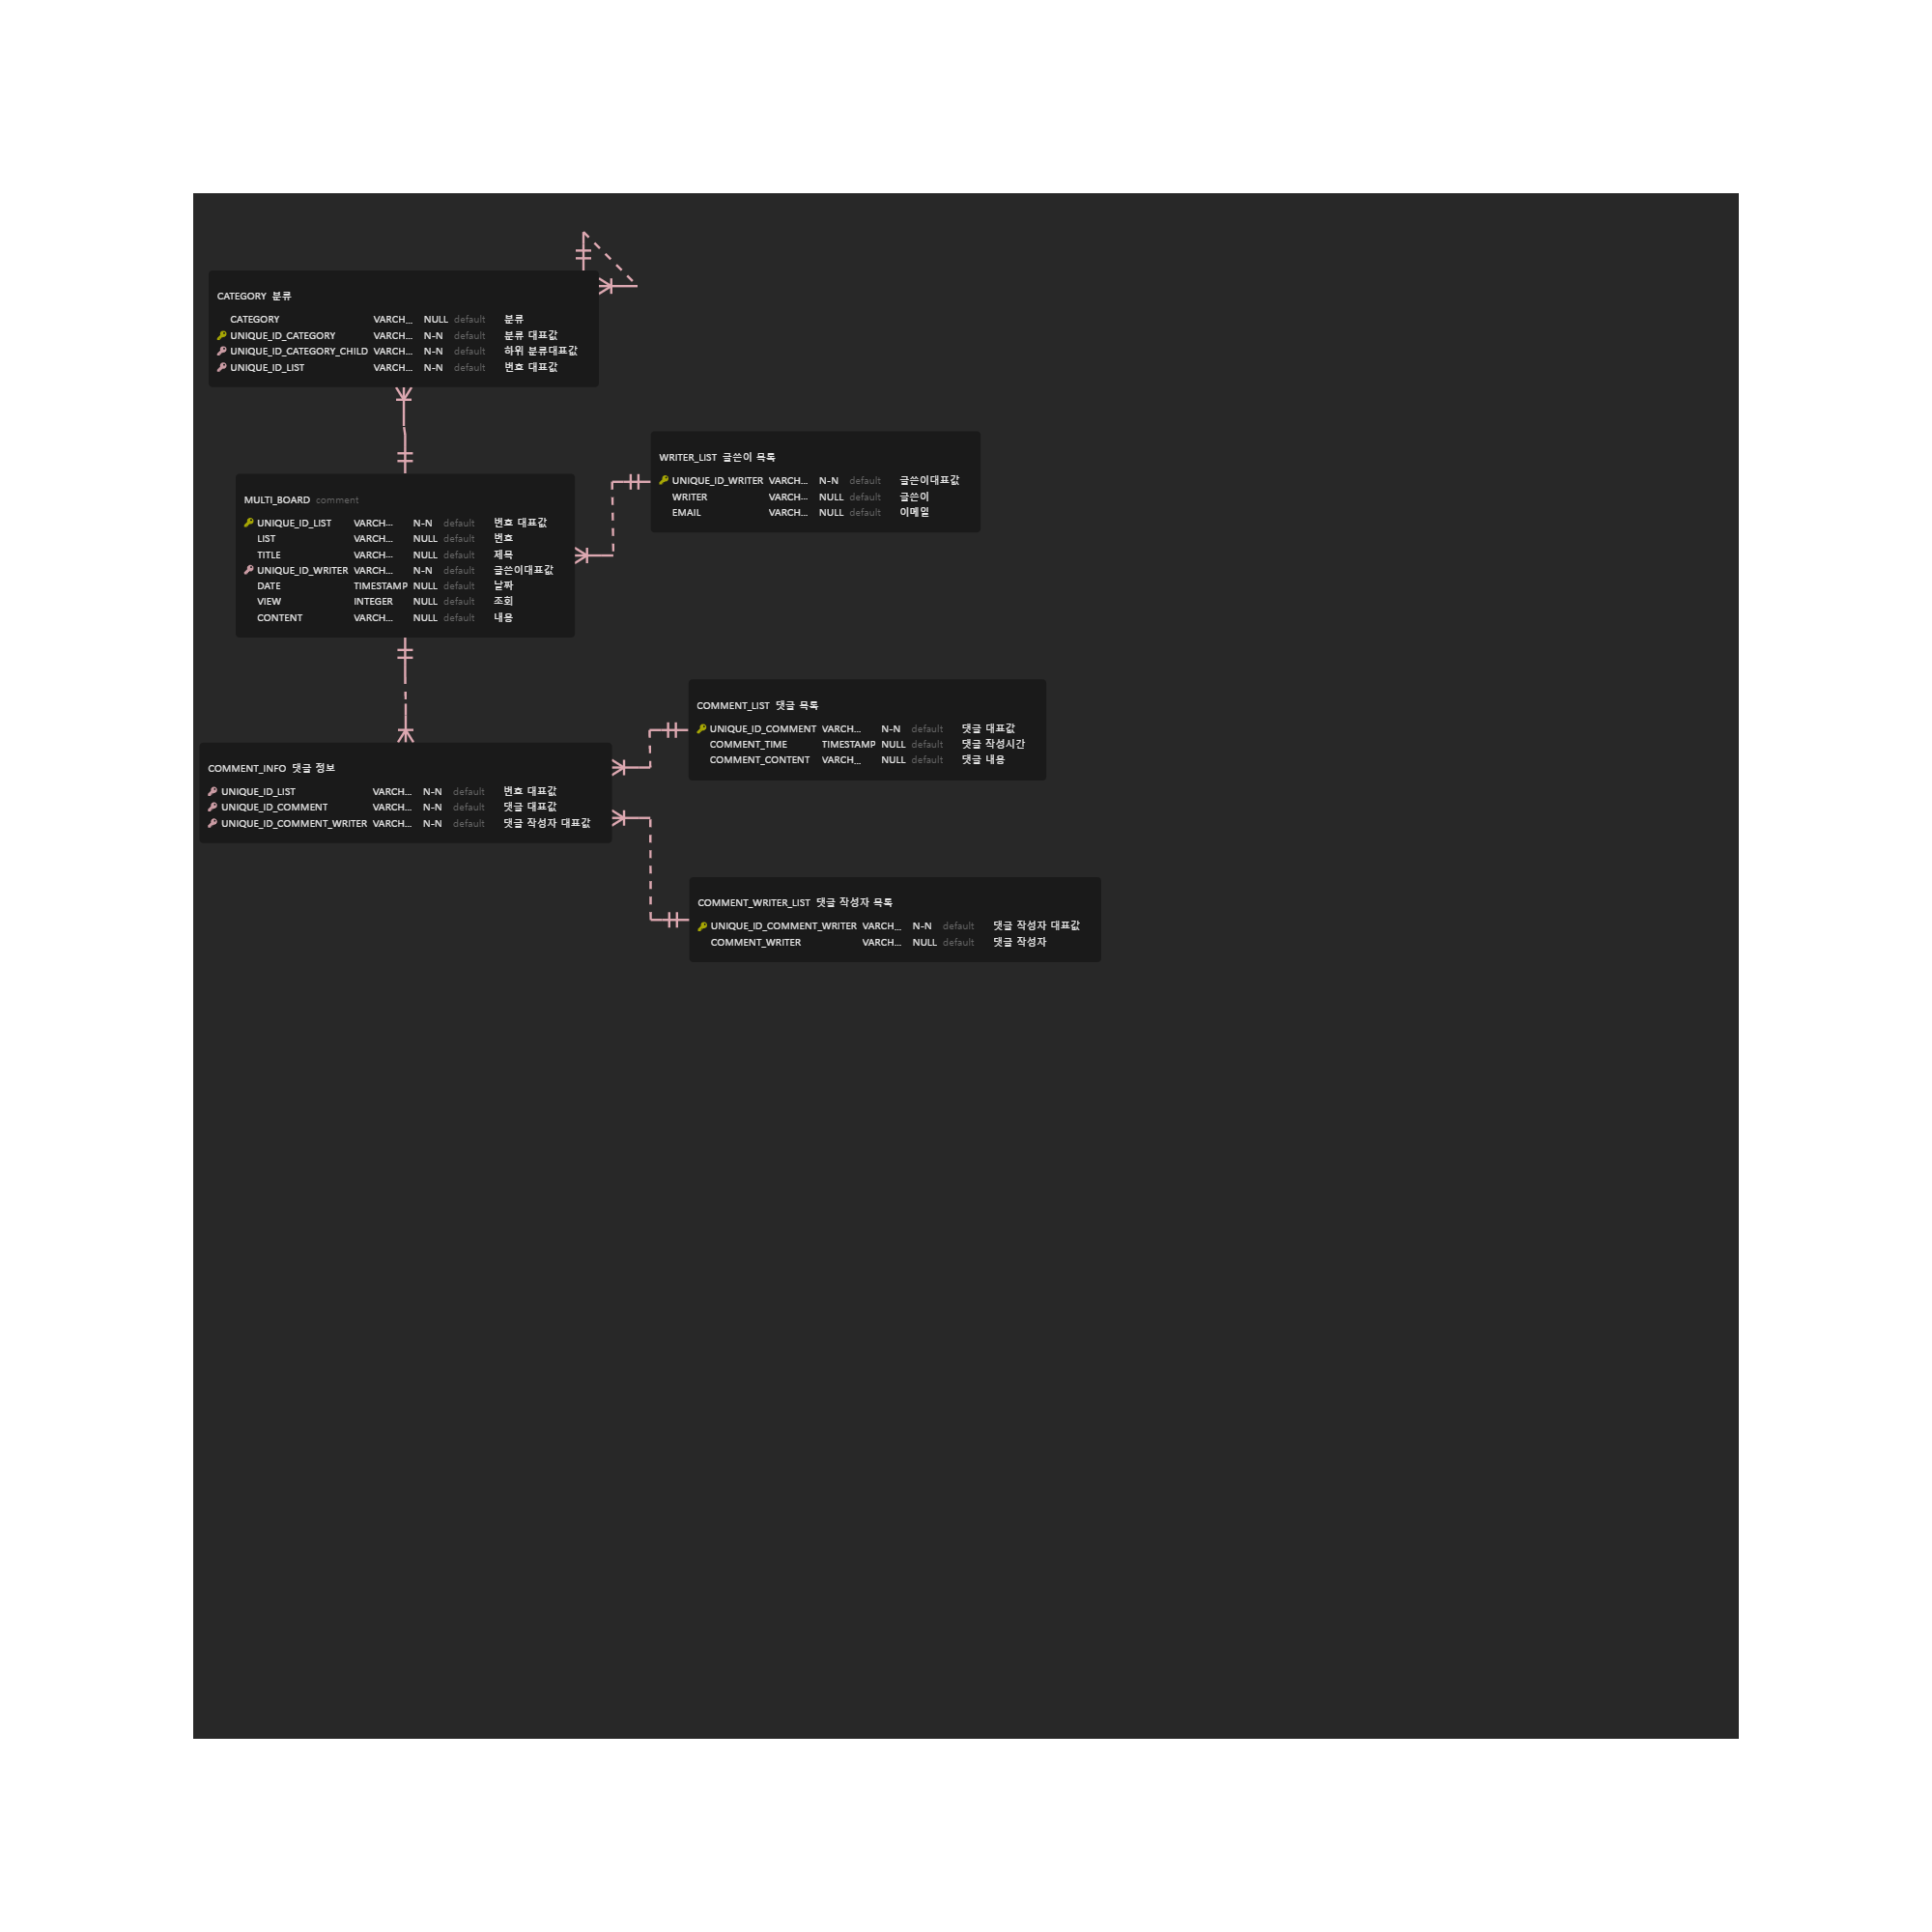 CATEGORY 분류
CATEGORY VARCH... NULL default 분류
UNIQUE_ID_CATEGORY VARCH... N-N default 분류 대표값
UNIQUE_ID_CATEGORY_CHILD VARCH... N-N default 하위 분류대표값
UNIQUE_ID_LIST VARCH... N-N default 번호 대표값
WRITER_LIST 글쓴이 목록
UNIQUE_ID_WRITER VARCH... N-N default 글쓴이대표값
WRITER VARCH... NULL default 글쓴이
EMAIL VARCH... NULL default 이메일
MULTI_BOARD comment
UNIQUE_ID_LIST VARCH... N-N default 번호 대표값
LIST VARCH... NULL default 번호
TITLE VARCH... NULL default 제목
UNIQUE_ID_WRITER VARCH... N-N default 글쓴이대표값
DATE TIMESTAMP NULL default 날짜
VIEW INTEGER NULL default 조회
CONTENT VARCH... NULL default 내용
COMMENT_LIST 댓글 목록
UNIQUE_ID_COMMENT VARCH... N-N default 댓글 대표값
COMMENT_TIME TIMESTAMP NULL default 댓글 작성시간
COMMENT_CONTENT VARCH... NULL default 댓글 내용
COMMENT_INFO 댓글 정보
UNIQUE_ID_LIST VARCH... N-N default 번호 대표값
UNIQUE_ID_COMMENT VARCH... N-N default 댓글 대표값
UNIQUE_ID_COMMENT_WRITER VARCH... N-N default 댓글 작성자 대표값
COMMENT_WRITER_LIST 댓글 작성자 목록
UNIQUE_ID_COMMENT_WRITER VARCH... N-N default 댓글 작성자 대표값
COMMENT_WRITER VARCH... NULL default 댓글 작성자